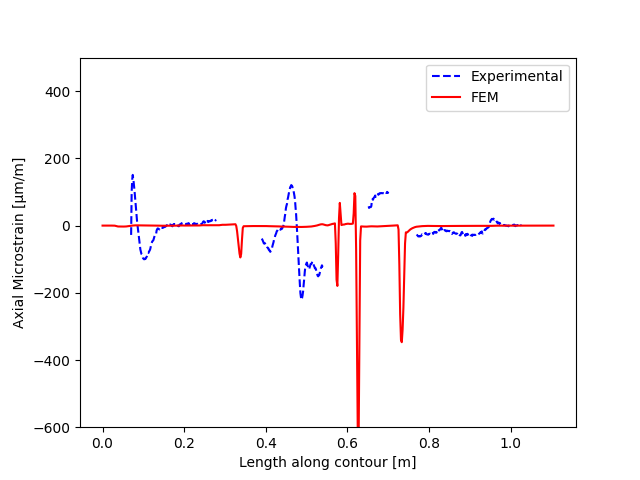 Experimental
FEM
400
200
0
−200
−400
−600
Axial Microstrain [μm/m]
0.0 0.2 0.4 0.6 0.8 1.0
Length along contour [m]